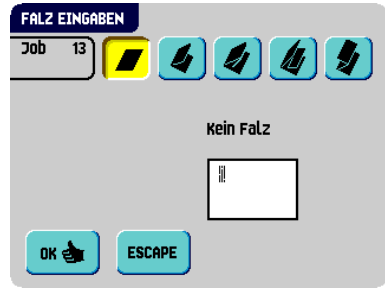 FALZ EINGABEN
Job 13
Kein Falz
OK
ESCAPE